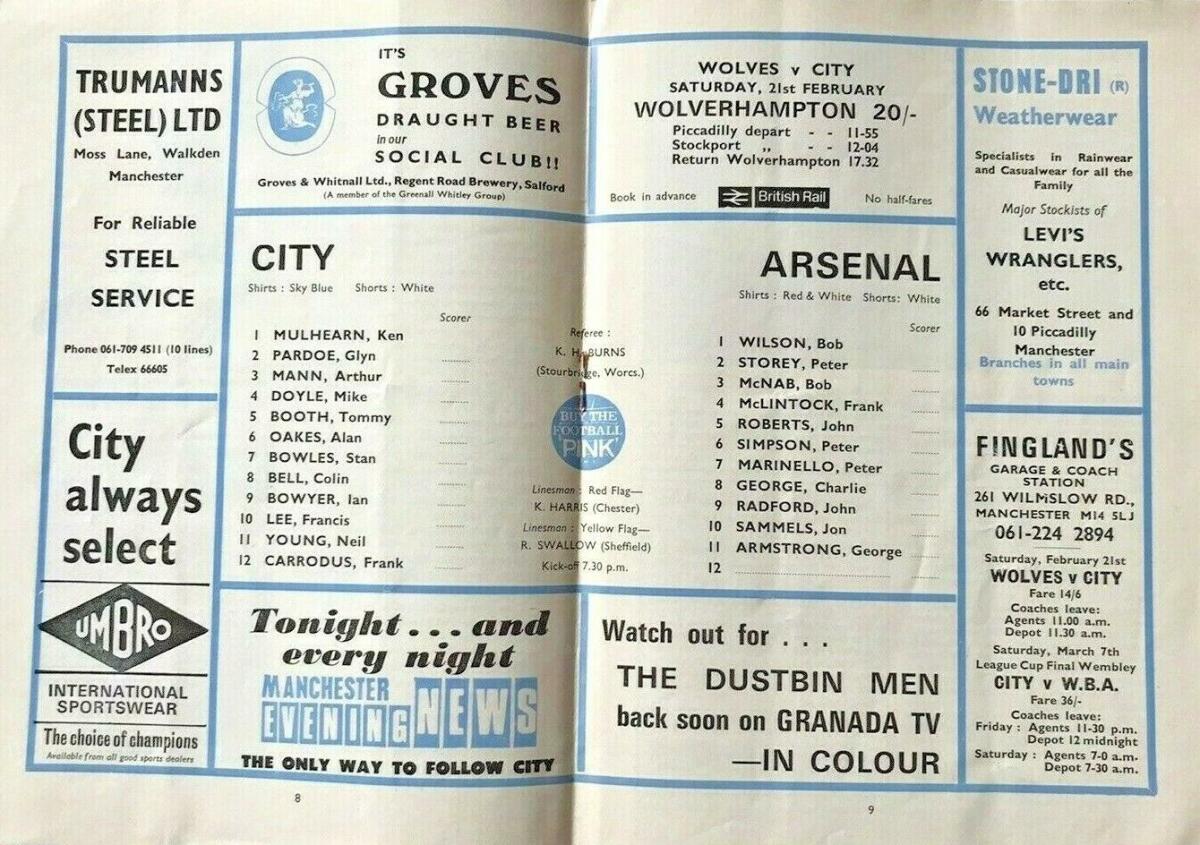 TRUMANNS
(STEEL) LTD
Moss Lane, Walkden
Manchester
For Reliable
STEEL
SERVICE
Phone 061-709 4511 (10 lines)
Telex 66605
City
always
select
UMBRO
INTERNATIONAL
SPORTSWEAR
The choice of champions
Available from all good sports dealers
IT'S
GROVES
DRAUGHT BEER
in our
SOCIAL CLUB!!
Groves & Whitnall Ltd., Regent Road Brewery, Salford
(A member of the Greenall Whitley Group)
WOLVES v CITY
SATURDAY, 21st FEBRUARY
WOLVERHAMPTON 20/-
Piccadilly depart - - 11-55
Stockport ,, - - 12-04
Return Wolverhampton 17.32
Book in advance British Rail No half-fares
CITY
Shirts : Sky Blue Shorts : White
Scorer
1 MULHEARN, Ken
2 PARDOE, Glyn
3 MANN, Arthur
4 DOYLE, Mike
5 BOOTH, Tommy
6 OAKES, Alan
7 BOWLES, Stan
8 BELL, Colin
9 BOWYER, Ian
10 LEE, Francis
11 YOUNG, Neil
12 CARRODUS, Frank
Referee :
K. H. BURNS
(Stourbridge, Worcs.)
BUY THE
FOOTBALL
'PINK'
Linesman : Red Flag—
K. HARRIS (Chester)
Linesman : Yellow Flag—
R. SWALLOW (Sheffield)
Kick-off 7.30 p.m.
ARSENAL
Shirts : Red & White Shorts: White
Scorer
1 WILSON, Bob
2 STOREY, Peter
3 McNAB, Bob
4 McLINTOCK, Frank
5 ROBERTS, John
6 SIMPSON, Peter
7 MARINELLO, Peter
8 GEORGE, Charlie
9 RADFORD, John
10 SAMMELS, Jon
11 ARMSTRONG, George
12
Tonight . . . and
every night
MANCHESTER
EVENING NEWS
THE ONLY WAY TO FOLLOW CITY
Watch out for . . .
THE DUSTBIN MEN
back soon on GRANADA TV
—IN COLOUR
STONE-DRI (R)
Weatherwear
Specialists in Rainwear
and Casualwear for all the
Family
Major Stockists of
LEVI'S
WRANGLERS,
etc.
66 Market Street and
10 Piccadilly
Manchester
Branches in all main
towns
FINGLAND'S
GARAGE & COACH
STATION
261 WILMSLOW RD.,
MANCHESTER M14 5LJ
061-224 2894
Saturday, February 21st
WOLVES v CITY
Fare 14/6
Coaches leave:
Agents 11.00 a.m.
Depot 11.30 a.m.
Saturday, March 7th
League Cup Final Wembley
CITY v W.B.A.
Fare 36/-
Coaches leave:
Friday : Agents 11-30 p.m.
Depot 12 midnight
Saturday : Agents 7-0 a.m.
Depot 7-30 a.m.
8
9